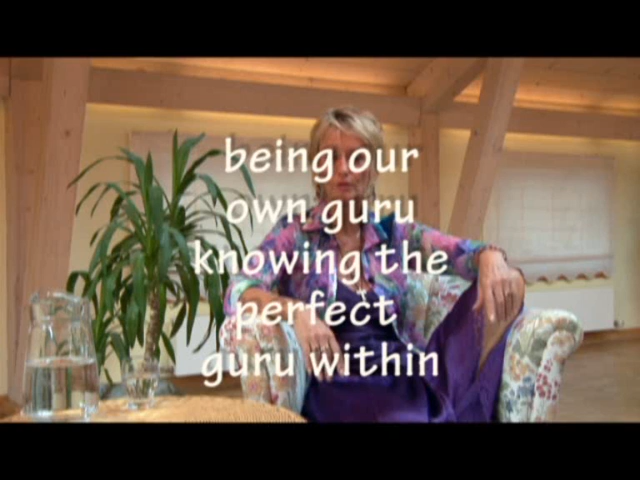 being our
own guru
knowing the
perfect
guru within